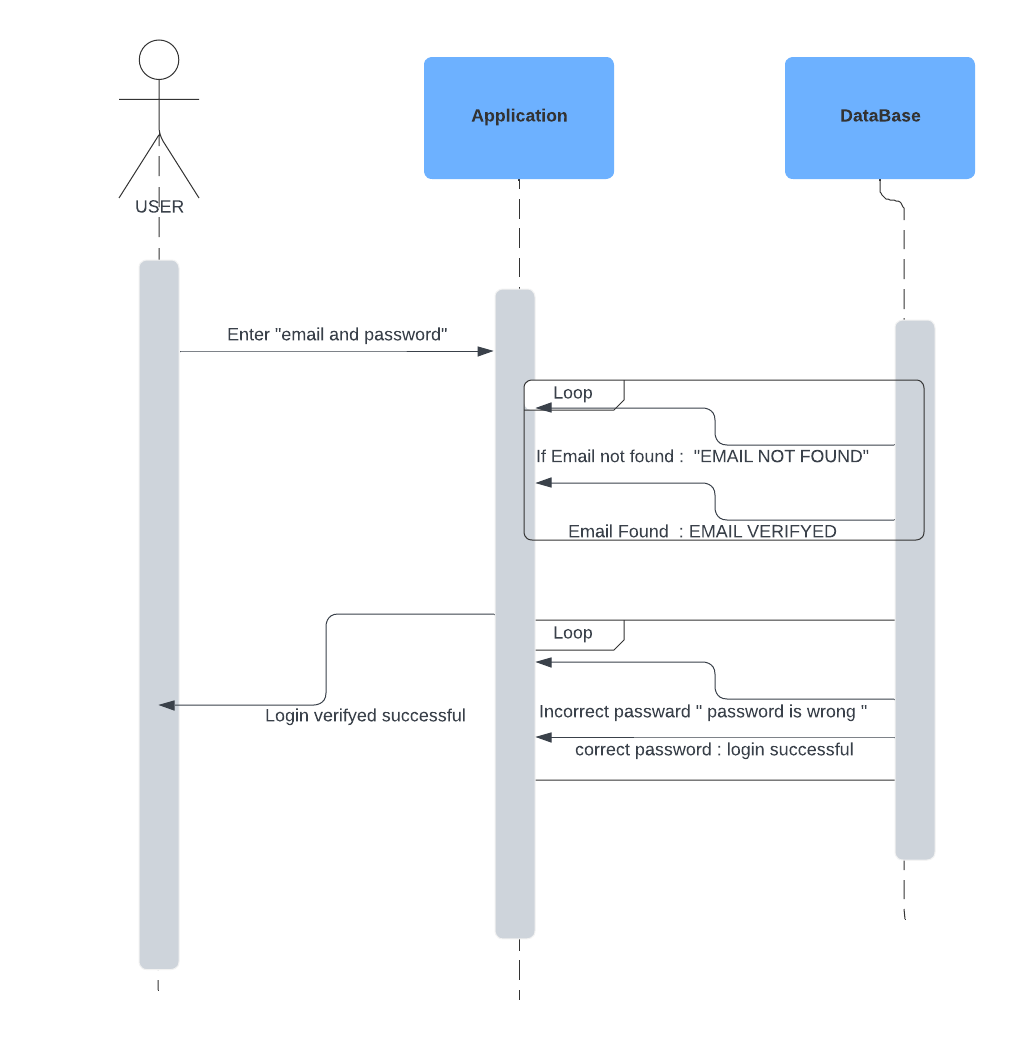 Application
DataBase
USER
Enter "email and password"
Loop
If Email not found :  "EMAIL NOT FOUND"
Email Found  : EMAIL VERIFYED
Loop
Incorrect passward " password is wrong "
Login verifyed successful
correct password : login successful